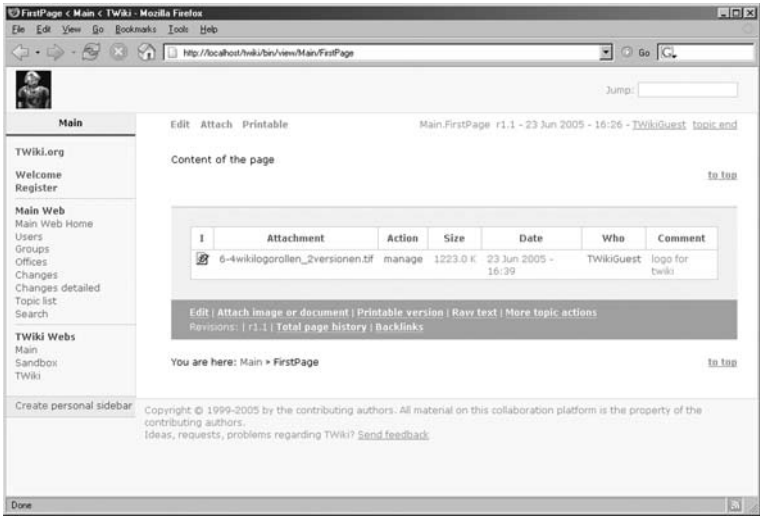 FirstPage < Main < TWiki - Mozilla Firefox
File Edit View Go Bookmarks Tools Help
http://localhost/twiki/bin/view/Main/FirstPage Go
Jump:
Main
Edit Attach Printable
Main.FirstPage r1.1 - 23 Jun 2005 - 16:26 - TWikiGuest topic end
TWiki.org
Welcome
Register
Content of the page
to top
Main Web
Main Web Home
Users
Groups
Offices
Changes
Changes detailed
Topic list
Search
TWiki Webs
Main
Sandbox
TWiki
Create personal sidebar
I Attachment Action Size Date Who Comment
6-4wikilogorollen_2versionen.tif manage 1223.0 K 23 Jun 2005 - TWikiGuest logo for
16:39 twiki
Edit | Attach image or document | Printable version | Raw text | More topic actions
Revisions: | r1.1 | Total page history | Backlinks
You are here: Main > FirstPage to top
Copyright © 1999-2005 by the contributing authors. All material on this collaboration platform is the property of the
contributing authors.
Ideas, requests, problems regarding TWiki? Send feedback
Done